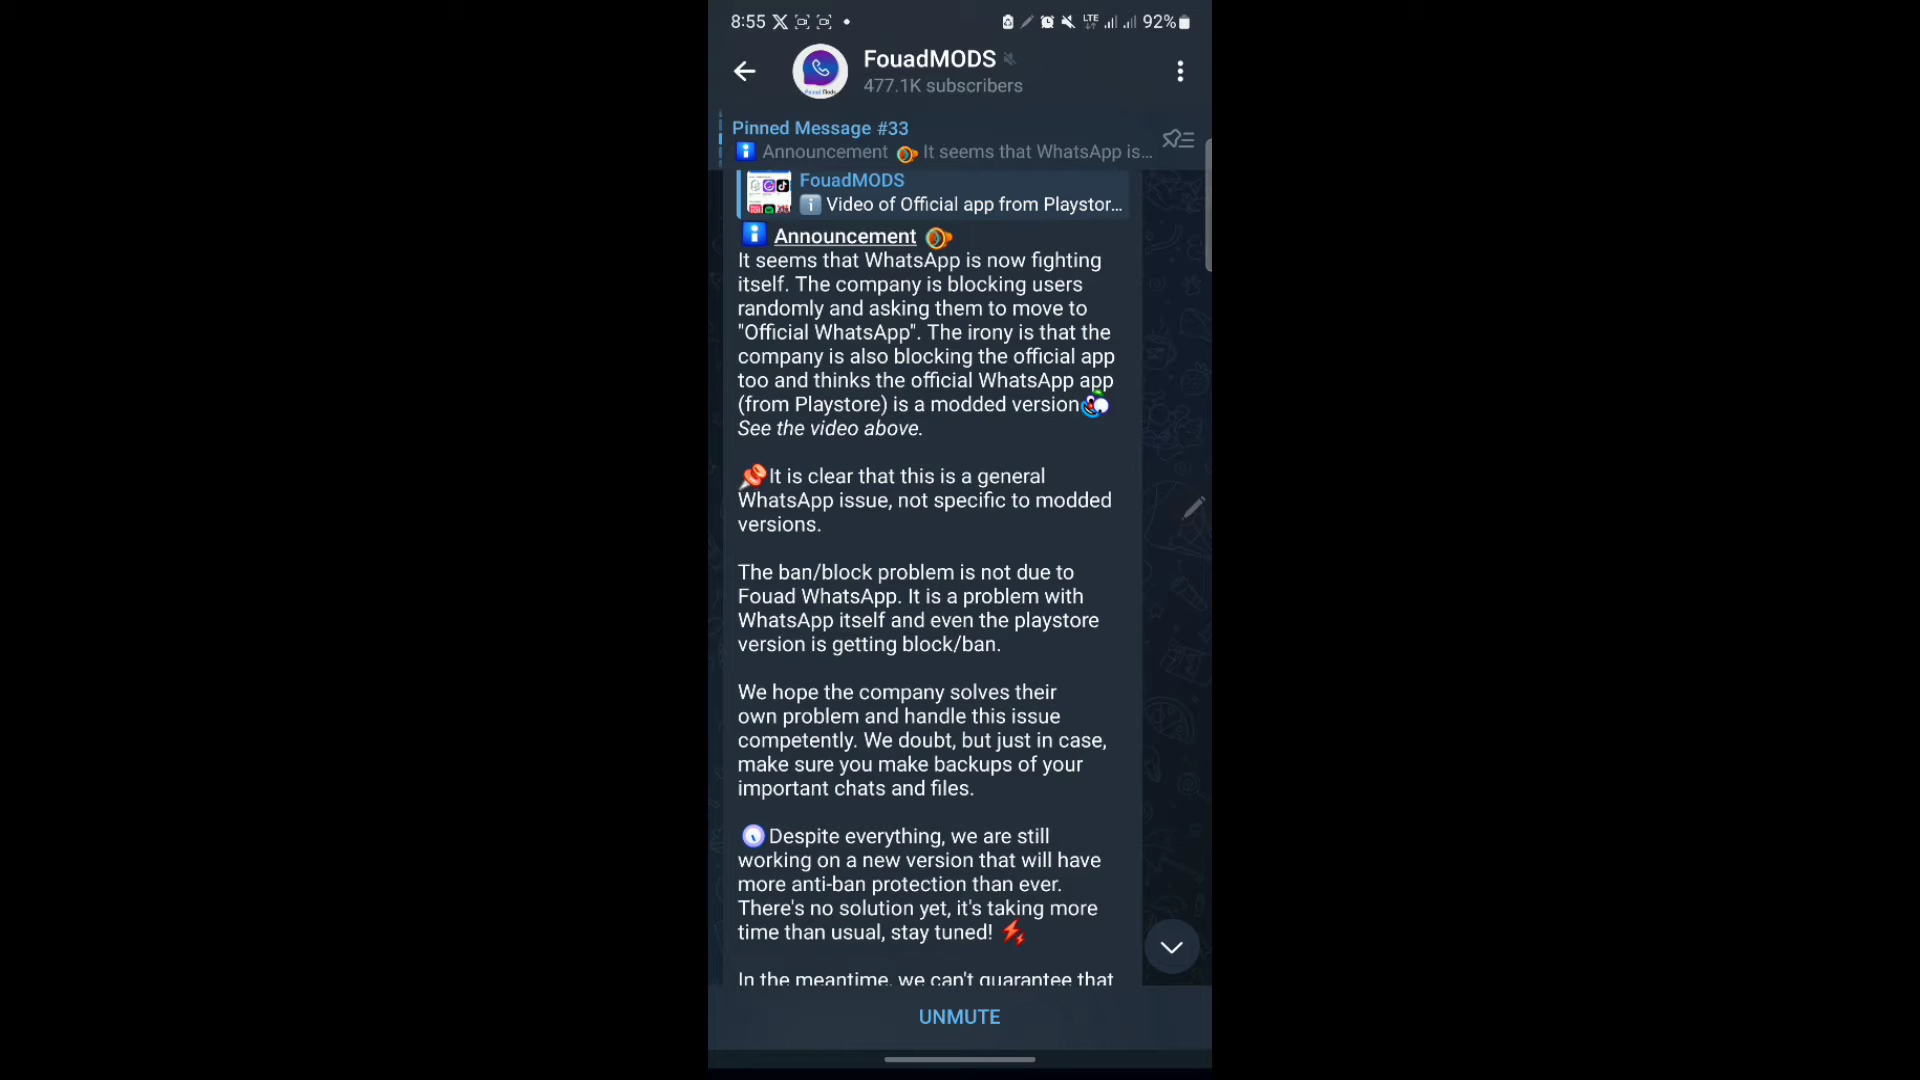 8:55
LTE
92%
FouadMODS
477.1K subscribers
Pinned Message #33
Announcement It seems that WhatsApp is...
FouadMODS
Video of Official app from Playstor...
Announcement
It seems that WhatsApp is now fighting
itself. The company is blocking users
randomly and asking them to move to
"Official WhatsApp". The irony is that the
company is also blocking the official app
too and thinks the official WhatsApp app
(from Playstore) is a modded version
See the video above.
It is clear that this is a general
WhatsApp issue, not specific to modded
versions.
The ban/block problem is not due to
Fouad WhatsApp. It is a problem with
WhatsApp itself and even the playstore
version is getting block/ban.
We hope the company solves their
own problem and handle this issue
competently. We doubt, but just in case,
make sure you make backups of your
important chats and files.
Despite everything, we are still
working on a new version that will have
more anti-ban protection than ever.
There's no solution yet, it's taking more
time than usual, stay tuned!
In the meantime, we can't guarantee that
UNMUTE